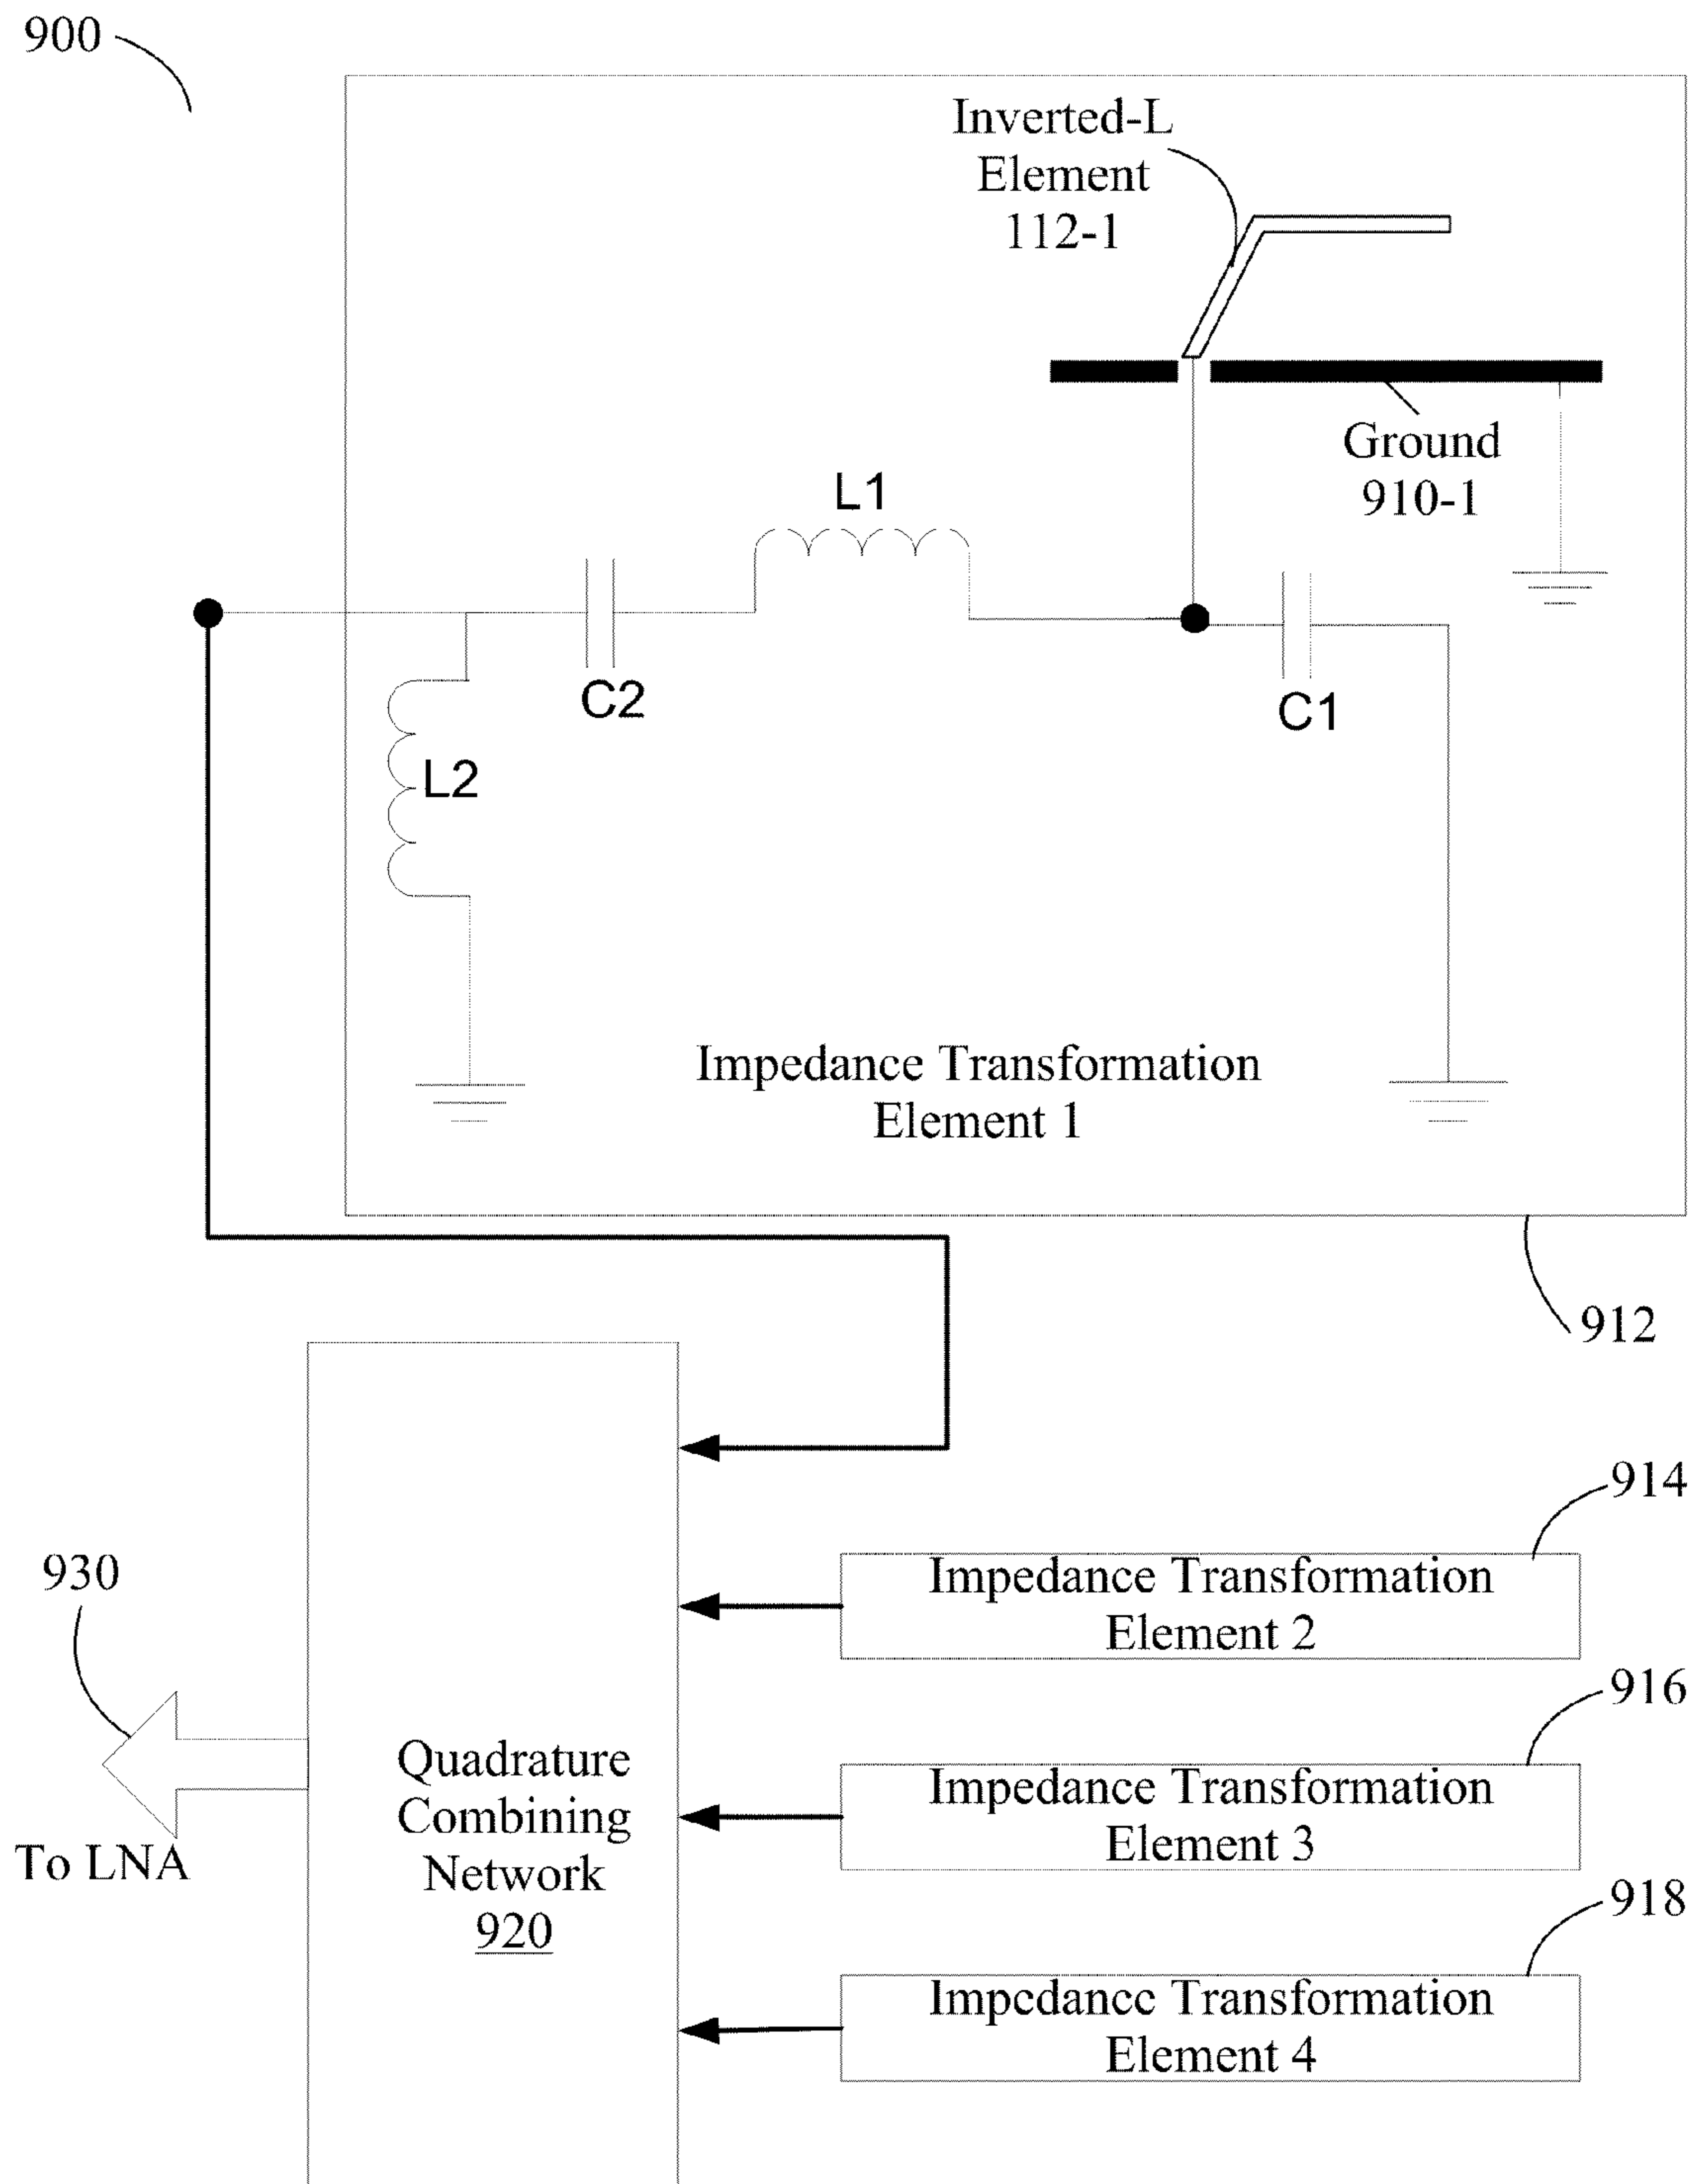 900
Inverted-L
Element
112-1
Ground
910-1
L1
C2
C1
L2
Impedance Transformation
Element 1
912
914
Impedance Transformation
Element 2
930
916
Impedance Transformation
Element 3
Quadrature
Combining
Network
920
To LNA
918
Impedance Transformation
Element 4